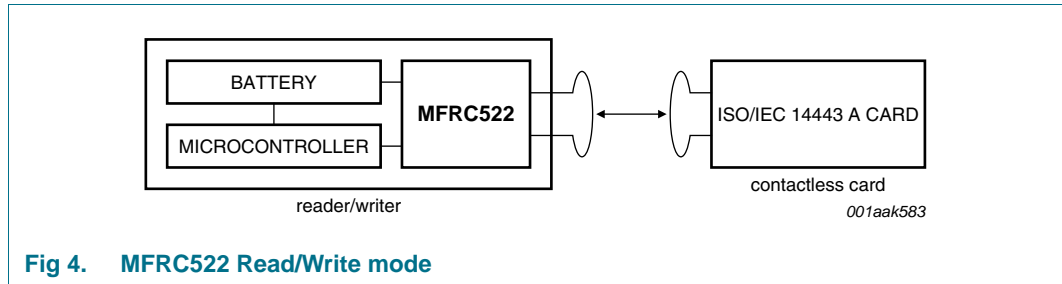 BATTERY
MICROCONTROLLER
MFRC522
ISO/IEC 14443 A CARD
reader/writer
contactless card
001aak583
Fig 4. MFRC522 Read/Write mode